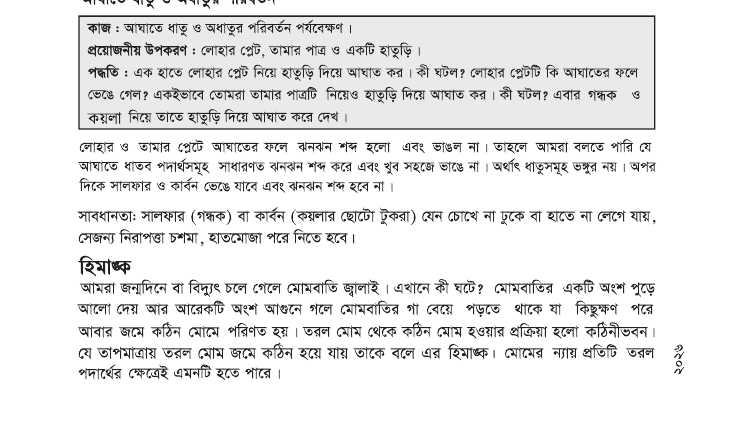 আঘাতে ধাতু ও অধাতুর পরিবর্তন
কাজ : আঘাতে ধাতু ও অধাতুর পরিবর্তন পর্যবেক্ষণ।
প্রয়োজনীয় উপকরণ : লোহার প্লেট, তামার পাত্র ও একটি হাতুড়ি।
পদ্ধতি : এক হাতে লোহার প্লেট নিয়ে হাতুড়ি দিয়ে আঘাত কর। কী ঘটল? লোহার প্লেটটি কি আঘাতের ফলে
ভেঙে গেল? একইভাবে তোমরা তামার পাত্রটি নিয়েও হাতুড়ি দিয়ে আঘাত কর। কী ঘটল? এবার গন্ধক ও
কয়লা নিয়ে তাতে হাতুড়ি দিয়ে আঘাত করে দেখ।
লোহার ও তামার প্লেটে আঘাতের ফলে ঝনঝন শব্দ হলো এবং ভাঙল না। তাহলে আমরা বলতে পারি যে
আঘাতে ধাতব পদার্থসমূহ সাধারণত ঝনঝন শব্দ করে এবং খুব সহজে ভাঙে না। অর্থাৎ ধাতুসমূহ ভঙ্গুর নয়। অপর
দিকে সালফার ও কার্বন ভেঙে যাবে এবং ঝনঝন শব্দ হবে না।
সাবধানতা: সালফার (গন্ধক) বা কার্বন (কয়লার ছোটো টুকরা) যেন চোখে না ঢুকে বা হাতে না লেগে যায়,
সেজন্য নিরাপত্তা চশমা, হাতমোজা পরে নিতে হবে।
হিমাঙ্ক
আমরা জন্মদিনে বা বিদ্যুৎ চলে গেলে মোমবাতি জ্বালাই। এখানে কী ঘটে? মোমবাতির একটি অংশ পুড়ে
আলো দেয় আর আরেকটি অংশ আগুনে গলে মোমবাতির গা বেয়ে পড়তে থাকে যা কিছুক্ষণ পরে
আবার জমে কঠিন মোমে পরিণত হয়। তরল মোম থেকে কঠিন মোম হওয়ার প্রক্রিয়া হলো কঠিনীভবন।
যে তাপমাত্রায় তরল মোম জমে কঠিন হয়ে যায় তাকে বলে এর হিমাঙ্ক। মোমের ন্যায় প্রতিটি তরল
পদার্থের ক্ষেত্রেই এমনটি হতে পারে।